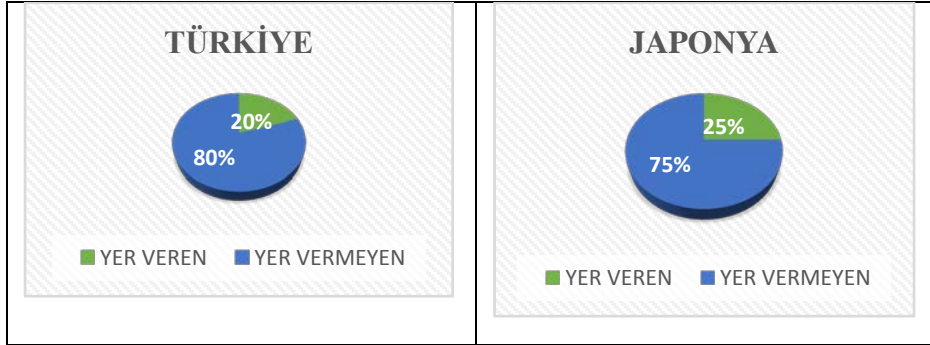 TÜRKİYE
20%
80%
YER VEREN YER VERMEYEN
JAPONYA
25%
75%
YER VEREN YER VERMEYEN